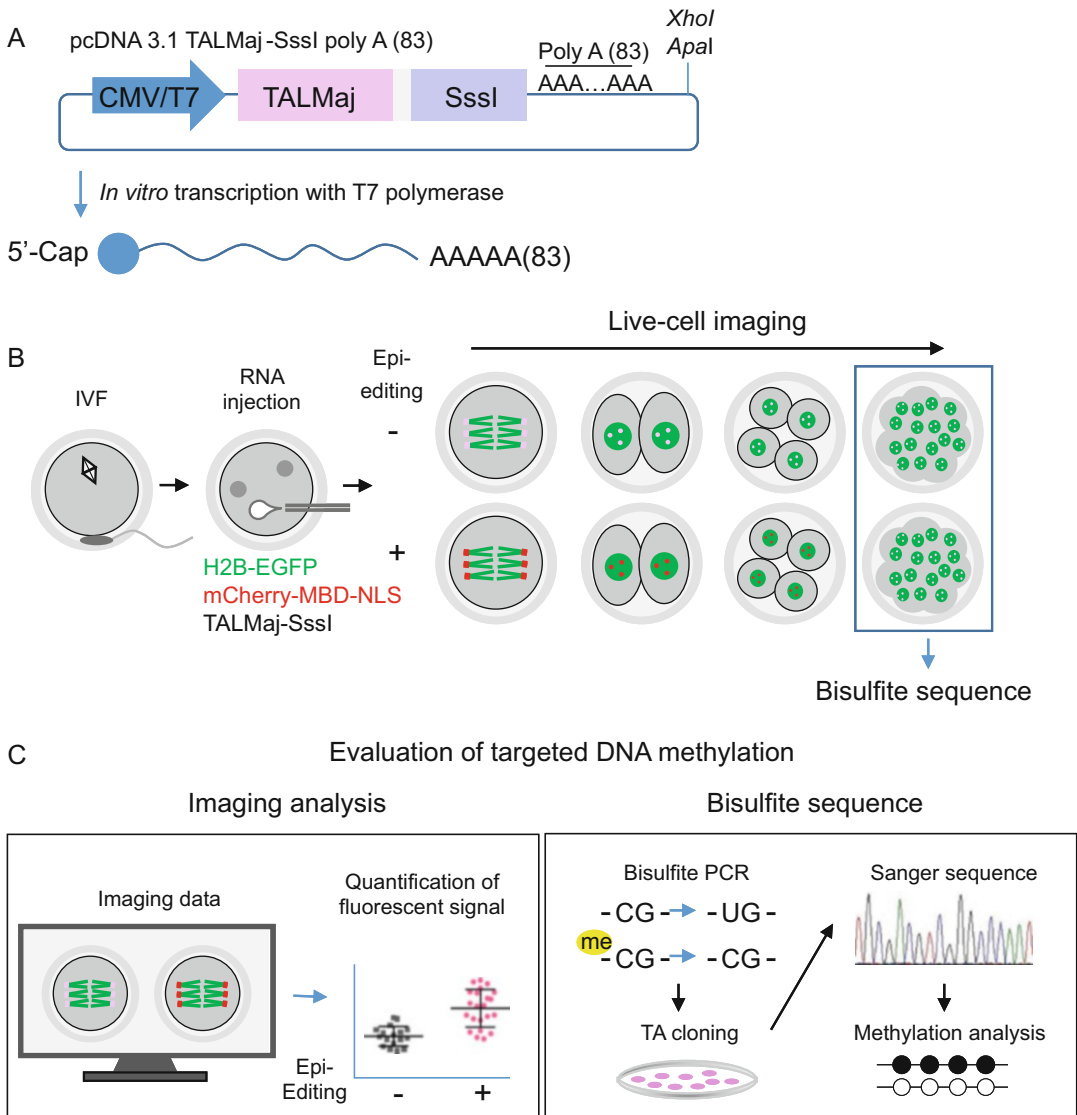 A
pcDNA 3.1 TALMaj-SssI poly A (83)
XhoI
ApaI
Poly A (83)
AAA…AAA
CMV/T7
TALMaj
SssI
In vitro transcription with T7 polymerase
5'-Cap
AAAAA(83)
B
Live-cell imaging
Epi-
editing
IVF
RNA
injection
-
+
H2B-EGFP
mCherry-MBD-NLS
TALMaj-SssI
Bisulfite sequence
C
Evaluation of targeted DNA methylation
Imaging analysis
Imaging data
Quantification of
fluorescent signal
Epi-
Editing
-
+
Bisulfite sequence
Bisulfite PCR
-CG-
-UG-
me
-CG-
-CG-
TA cloning
Sanger sequence
Methylation analysis